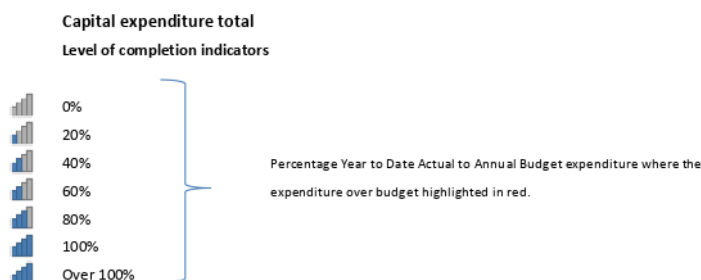 Capital expenditure total
Level of completion indicators
0%
20%
40%
60%
80%
100%
Over 100%
Percentage Year to Date Actual to Annual Budget expenditure where the
expenditure over budget highlighted in red.